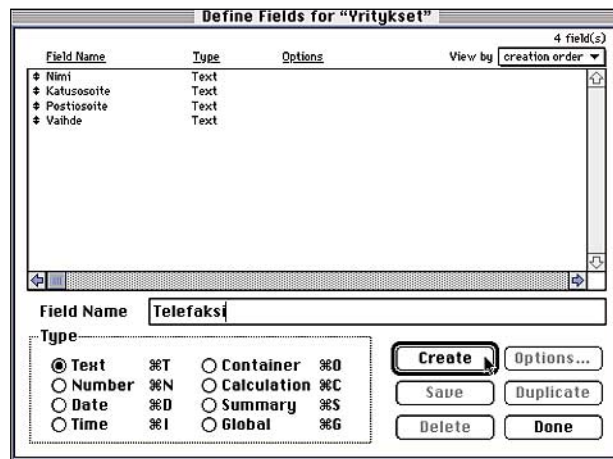 Define Fields for “Yritykset”
4 field(s)
Field Name Type Options View by creation order
Nimi Text
Katuosoite Text
Postiosoite Text
Vaihde Text
Field Name Telefaksi
Type
Text ⌘T Container ⌘O
Number ⌘N Calculation ⌘C
Date ⌘D Summary ⌘S
Time ⌘I Global ⌘G
Create Options...
Save Duplicate
Delete Done